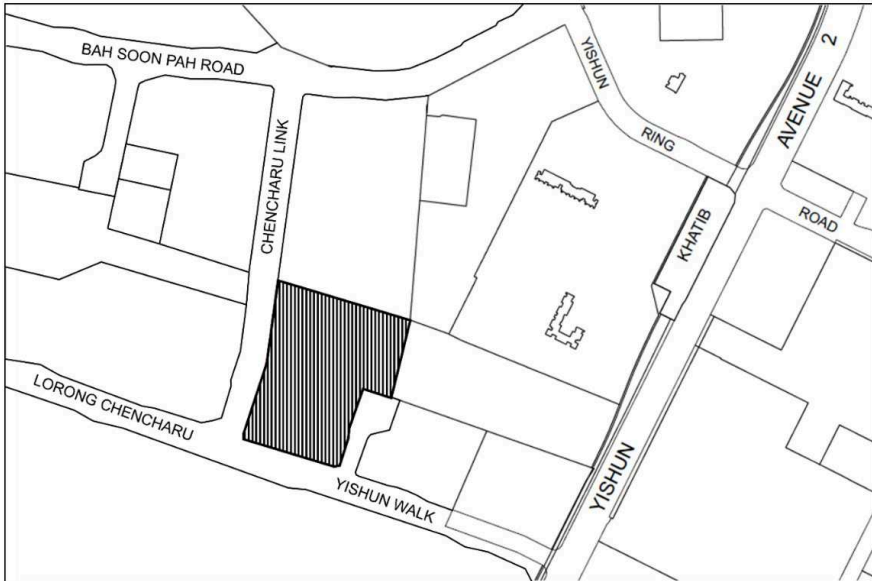 BAH SOON PAH ROAD
CHENCHARU LINK
YISHUN
RING
AVENUE 2
ROAD
KHATIB
LORONG CHENCHARU
YISHUN WALK
YISHUN